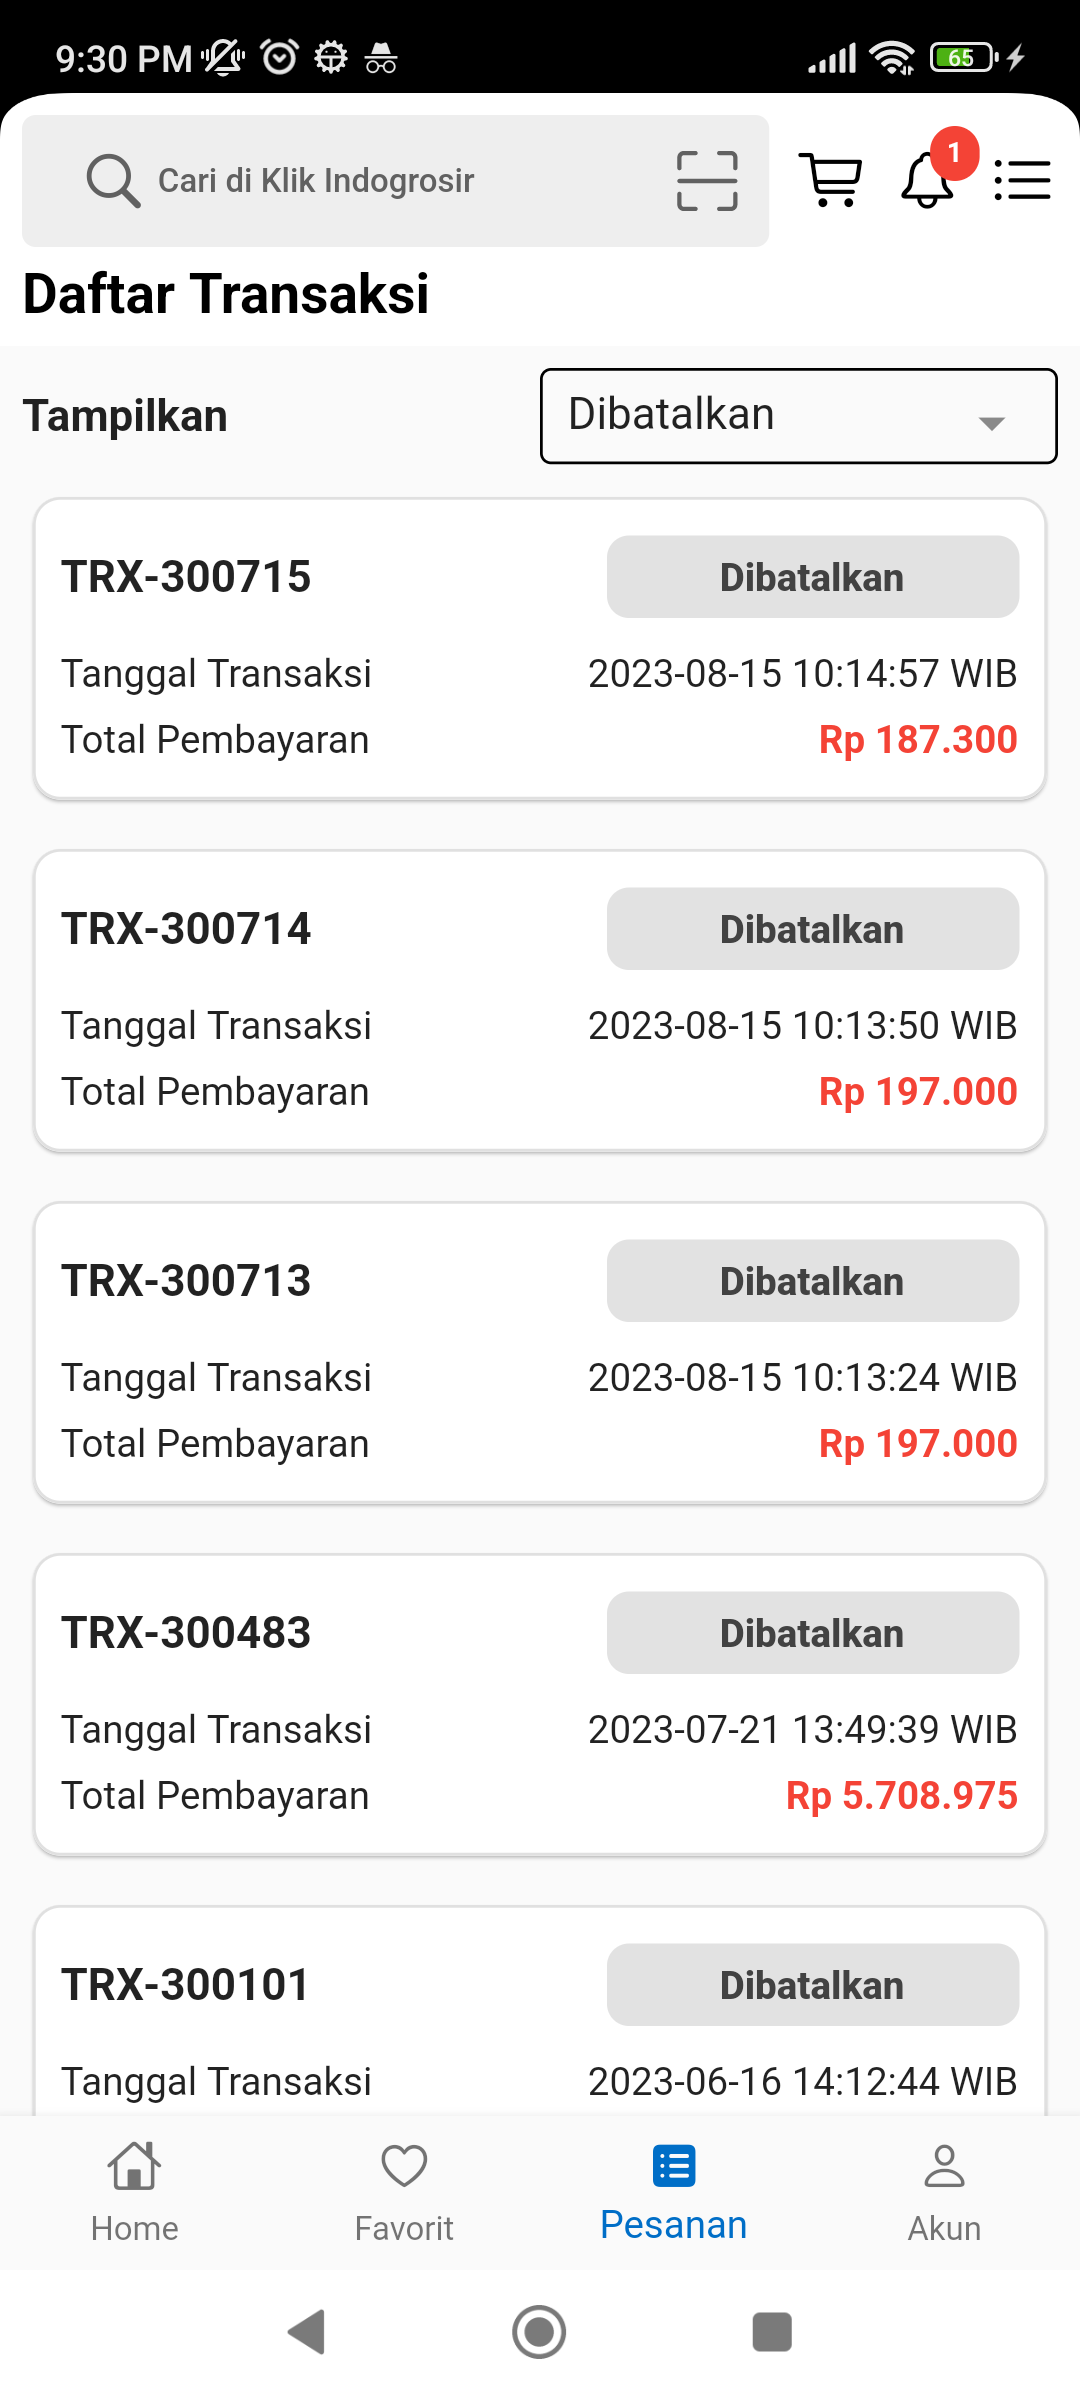 9:30 PM
65
Cari di Klik Indogrosir
1
Daftar Transaksi
Tampilkan Dibatalkan
TRX-300715 Dibatalkan
Tanggal Transaksi 2023-08-15 10:14:57 WIB
Total Pembayaran Rp 187.300
TRX-300714 Dibatalkan
Tanggal Transaksi 2023-08-15 10:13:50 WIB
Total Pembayaran Rp 197.000
TRX-300713 Dibatalkan
Tanggal Transaksi 2023-08-15 10:13:24 WIB
Total Pembayaran Rp 197.000
TRX-300483 Dibatalkan
Tanggal Transaksi 2023-07-21 13:49:39 WIB
Total Pembayaran Rp 5.708.975
TRX-300101 Dibatalkan
Tanggal Transaksi 2023-06-16 14:12:44 WIB
Home Favorit Pesanan Akun